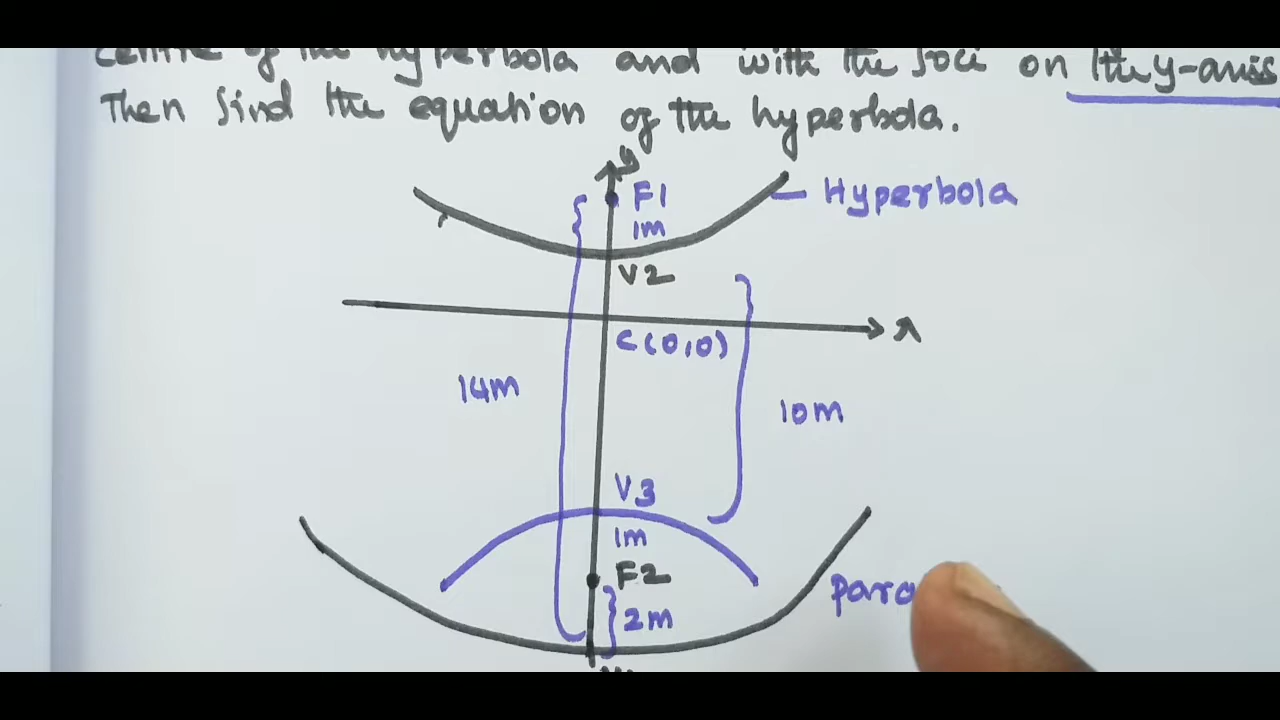 centre of the hyperbola and with the foci on the y-axis
Then find the equation of the hyperbola.
y
F1
Hyperbola
1m
V2
x
C(0,0)
14m
10m
V3
1m
F2
2m